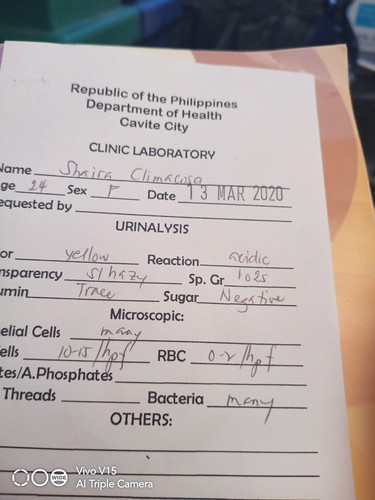 Republic of the Philippines
Department of Health
Cavite City
CLINIC LABORATORY
Name Shaira Climacosa
ge 24 Sex F Date 13 MAR 2020
equested by
URINALYSIS
or yellow Reaction acidic
nsparency sl hazy Sp. Gr 1.025
umin Trace Sugar Negative
Microscopic:
elial Cells many
ells 10-15/hpf RBC 0-2/hpf
tes/A.Phosphates
Threads Bacteria many
OTHERS:
Vivo V15
AI Triple Camera